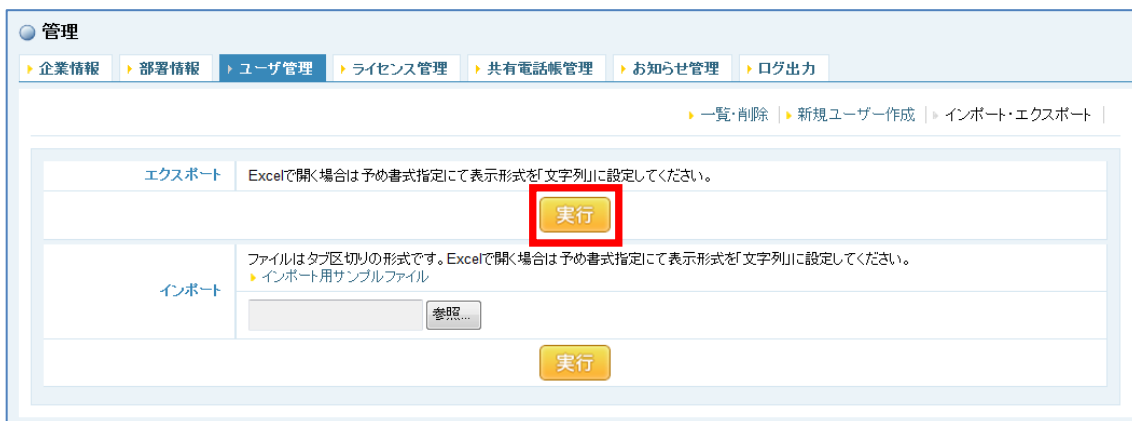 管理
企業情報 部署情報 ユーザ管理 ライセンス管理 共有電話帳管理 お知らせ管理 ログ出力
一覧・削除 | 新規ユーザー作成 | インポート・エクスポート |
エクスポート Excelで開く場合は予め書式指定にて表示形式を「文字列」に設定してください。
実行
ファイルはタブ区切りの形式です。Excelで開く場合は予め書式指定にて表示形式を「文字列」に設定してください。
インポート用サンプルファイル
インポート
参照...
実行